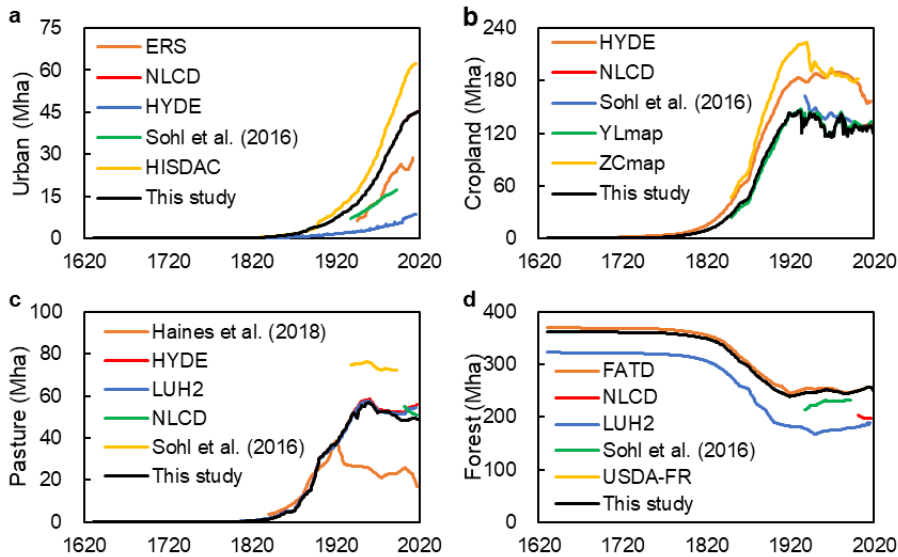 a
Urban (Mha)
75
60
45
30
15
0
ERS
NLCD
HYDE
Sohl et al. (2016)
HISDAC
This study
1620 1720 1820 1920 2020
b
Cropland (Mha)
240
180
120
60
0
HYDE
NLCD
Sohl et al. (2016)
YLmap
ZCmap
This study
1620 1720 1820 1920 2020
c
Pasture (Mha)
100
80
60
40
20
0
Haines et al. (2018)
HYDE
LUH2
NLCD
Sohl et al. (2016)
This study
1620 1720 1820 1920 2020
d
Forest (Mha)
400
300
200
100
0
FATD
NLCD
LUH2
Sohl et al. (2016)
USDA-FR
This study
1620 1720 1820 1920 2020